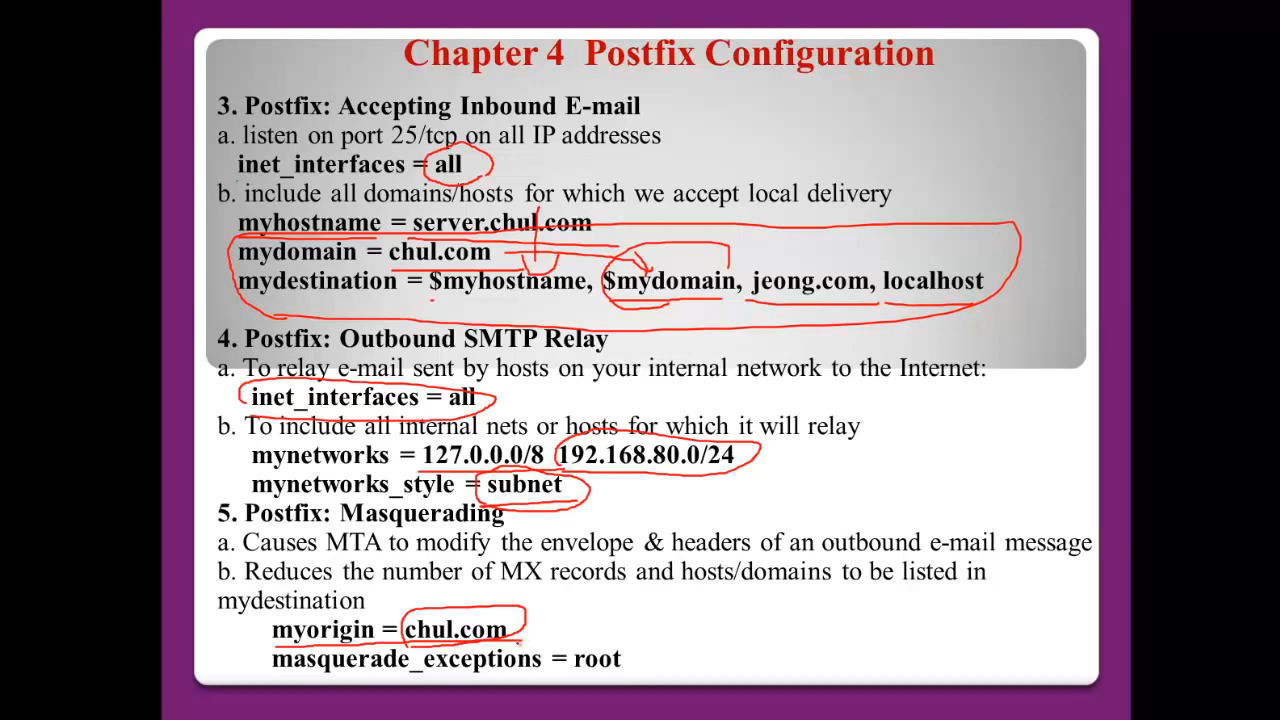 Chapter 4 Postfix Configuration
3. Postfix: Accepting Inbound E-mail
a. listen on port 25/tcp on all IP addresses
inet_interfaces = all
b. include all domains/hosts for which we accept local delivery
myhostname = server.chul.com
mydomain = chul.com
mydestination = $myhostname, $mydomain, jeong.com, localhost
4. Postfix: Outbound SMTP Relay
a. To relay e-mail sent by hosts on your internal network to the Internet:
inet_interfaces = all
b. To include all internal nets or hosts for which it will relay
mynetworks = 127.0.0.0/8 192.168.80.0/24
mynetworks_style = subnet
5. Postfix: Masquerading
a. Causes MTA to modify the envelope & headers of an outbound e-mail message
b. Reduces the number of MX records and hosts/domains to be listed in
mydestination
myorigin = chul.com
masquerade_exceptions = root